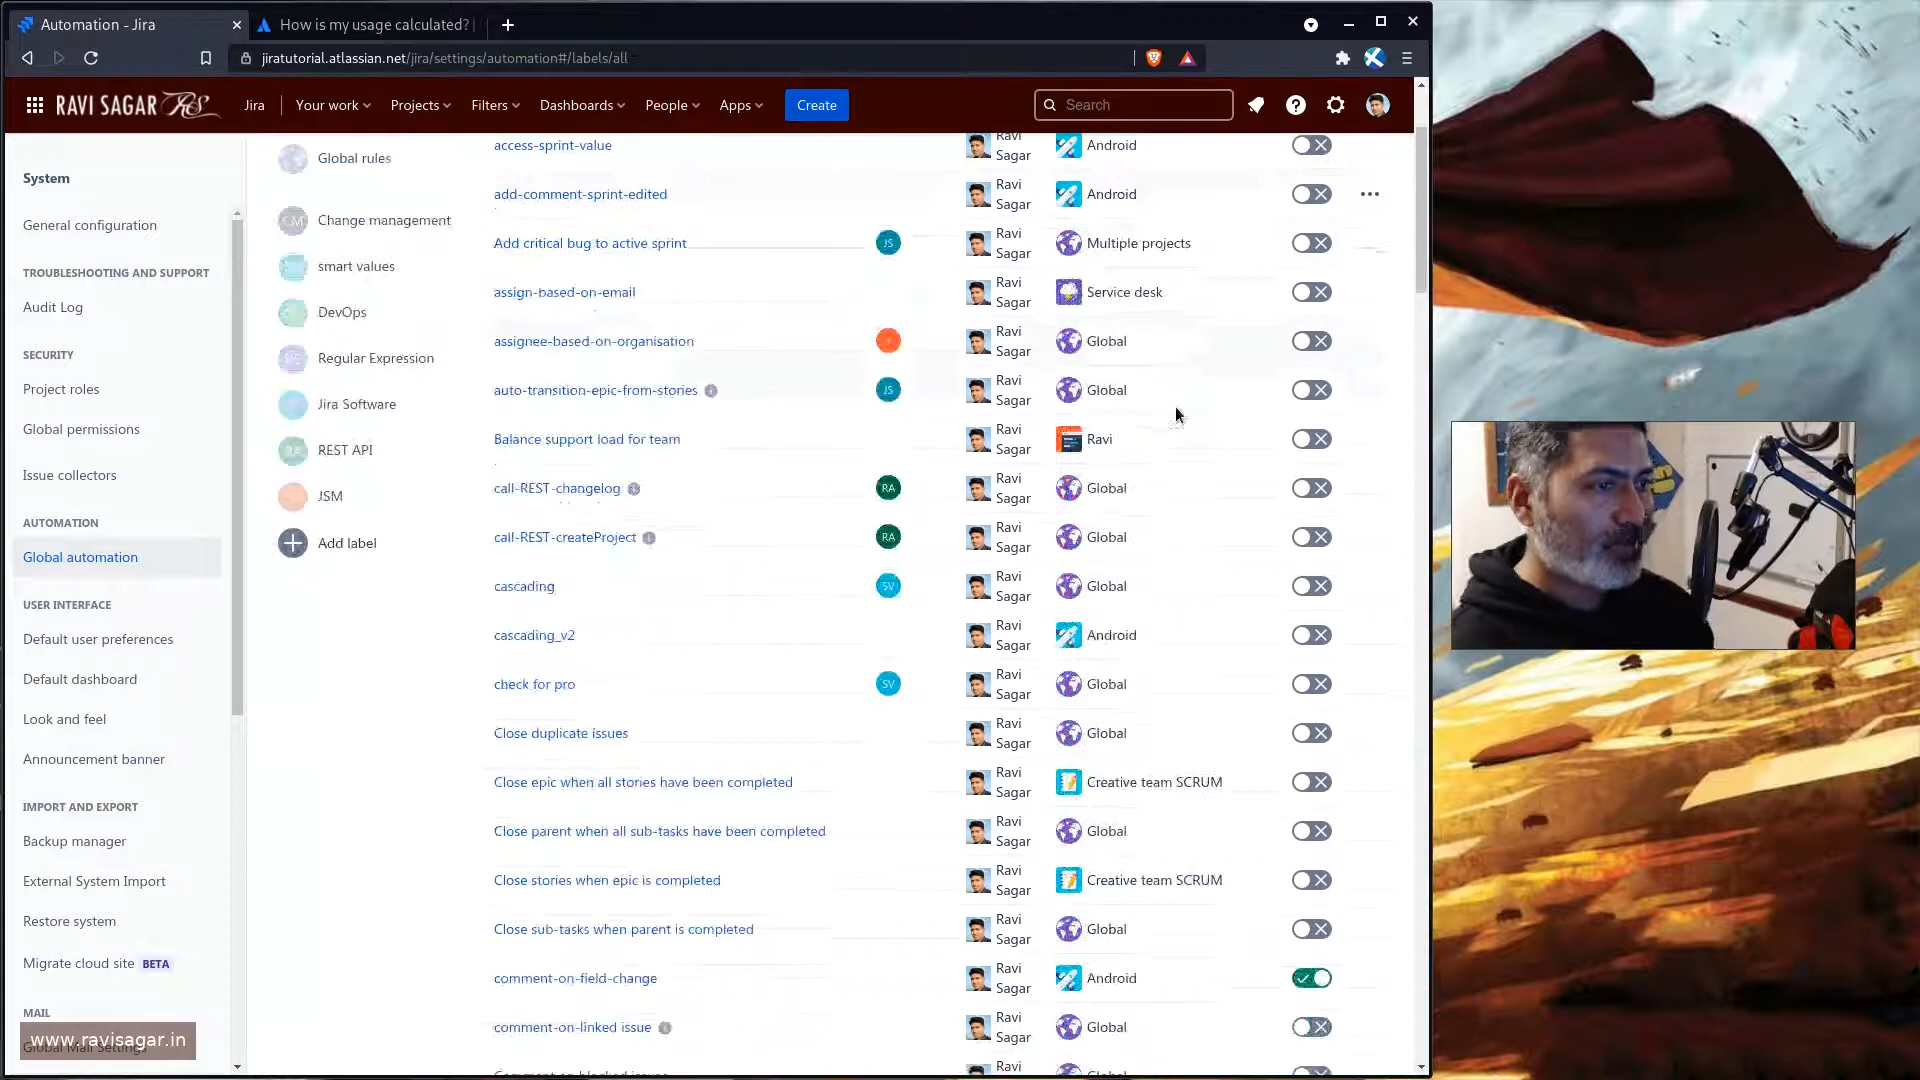 Automation - Jira
How is my usage calculated?
jiratutorial.atlassian.net/jira/settings/automation#/labels/all
RAVI SAGAR RS
Jira
Your work
Projects
Filters
Dashboards
People
Apps
Create
Search
System
General configuration
TROUBLESHOOTING AND SUPPORT
Audit Log
SECURITY
Project roles
Global permissions
Issue collectors
AUTOMATION
Global automation
USER INTERFACE
Default user preferences
Default dashboard
Look and feel
Announcement banner
IMPORT AND EXPORT
Backup manager
External System Import
Restore system
Migrate cloud site BETA
MAIL
Global Mail Settings
www.ravisagar.in
Global rules
CM Change management
smart values
DevOps
RE Regular Expression
Jira Software
REST API
JSM
Add label
access-sprint-value Ravi Sagar Android
add-comment-sprint-edited Ravi Sagar Android
Add critical bug to active sprint JS Ravi Sagar Multiple projects
assign-based-on-email Ravi Sagar Service desk
assignee-based-on-organisation Ravi Sagar Global
auto-transition-epic-from-stories JS Ravi Sagar Global
Balance support load for team Ravi Sagar Ravi
call-REST-changelog RA Ravi Sagar Global
call-REST-createProject RA Ravi Sagar Global
cascading SV Ravi Sagar Global
cascading_v2 Ravi Sagar Android
check for pro SV Ravi Sagar Global
Close duplicate issues Ravi Sagar Global
Close epic when all stories have been completed Ravi Sagar Creative team SCRUM
Close parent when all sub-tasks have been completed Ravi Sagar Global
Close stories when epic is completed Ravi Sagar Creative team SCRUM
Close sub-tasks when parent is completed Ravi Sagar Global
comment-on-field-change Ravi Sagar Android
comment-on-linked issue Ravi Sagar Global
Ravi Global